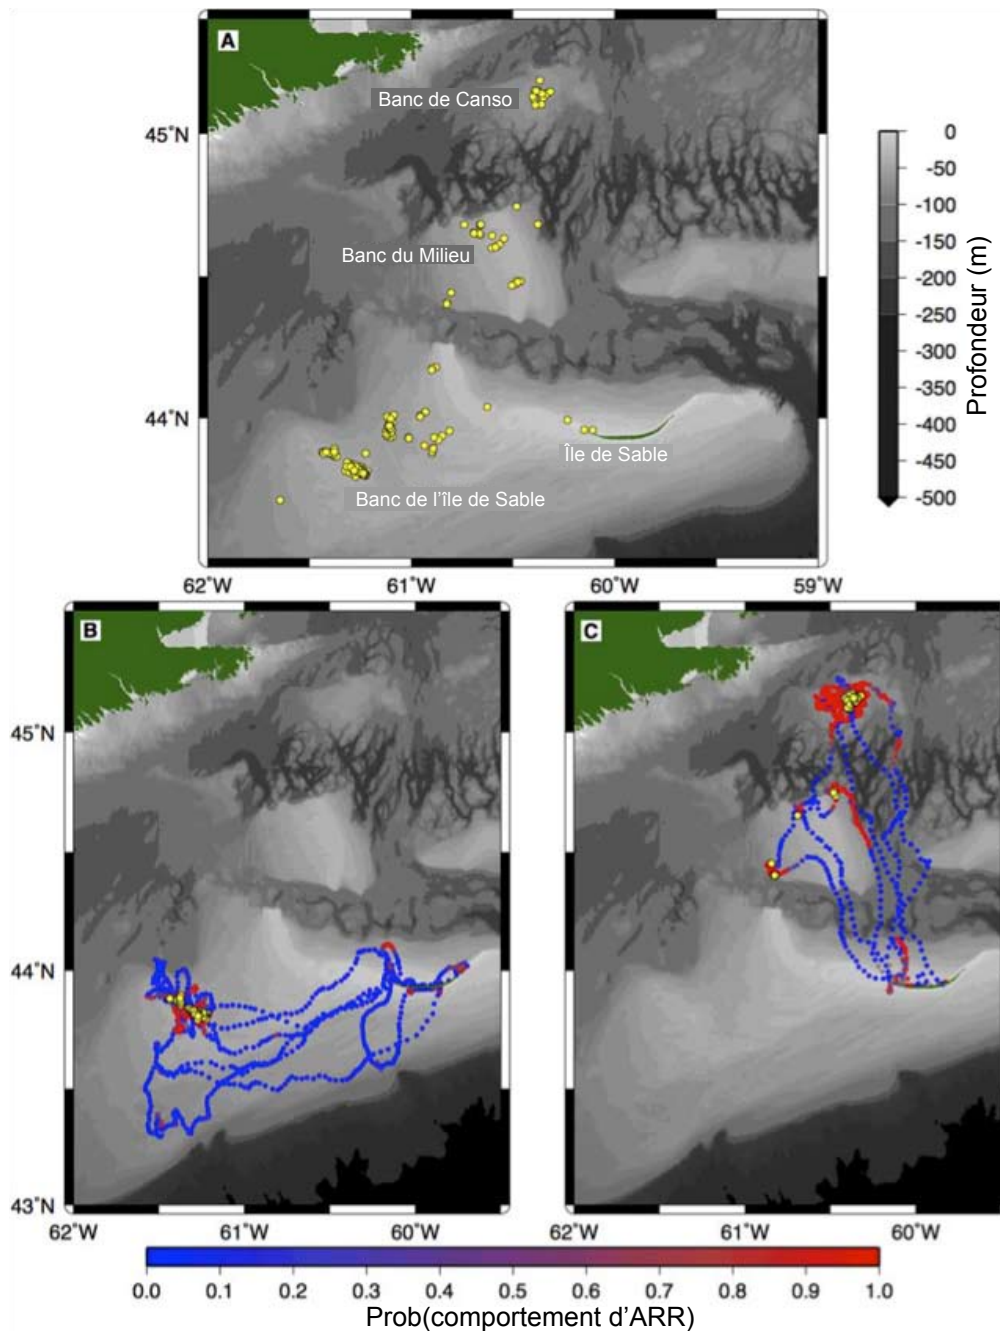 A
Banc de Canso
45°N
Banc du Milieu
44°N
Île de Sable
Banc de l'île de Sable
62°W
61°W
60°W
59°W
0
-50
-100
-150
-200
-250
-300
-350
-400
-450
-500
Profondeur (m)
B
45°N
44°N
43°N
62°W
61°W
60°W
C
62°W
61°W
60°W
0.0
0.1
0.2
0.3
0.4
0.5
0.6
0.7
0.8
0.9
1.0
Prob(comportement d'ARR)